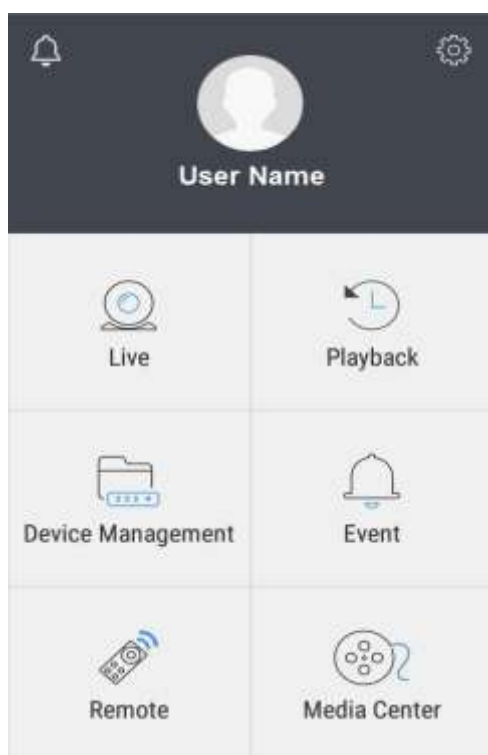 User Name
Live
Playback
Device Management
Event
Remote
Media Center